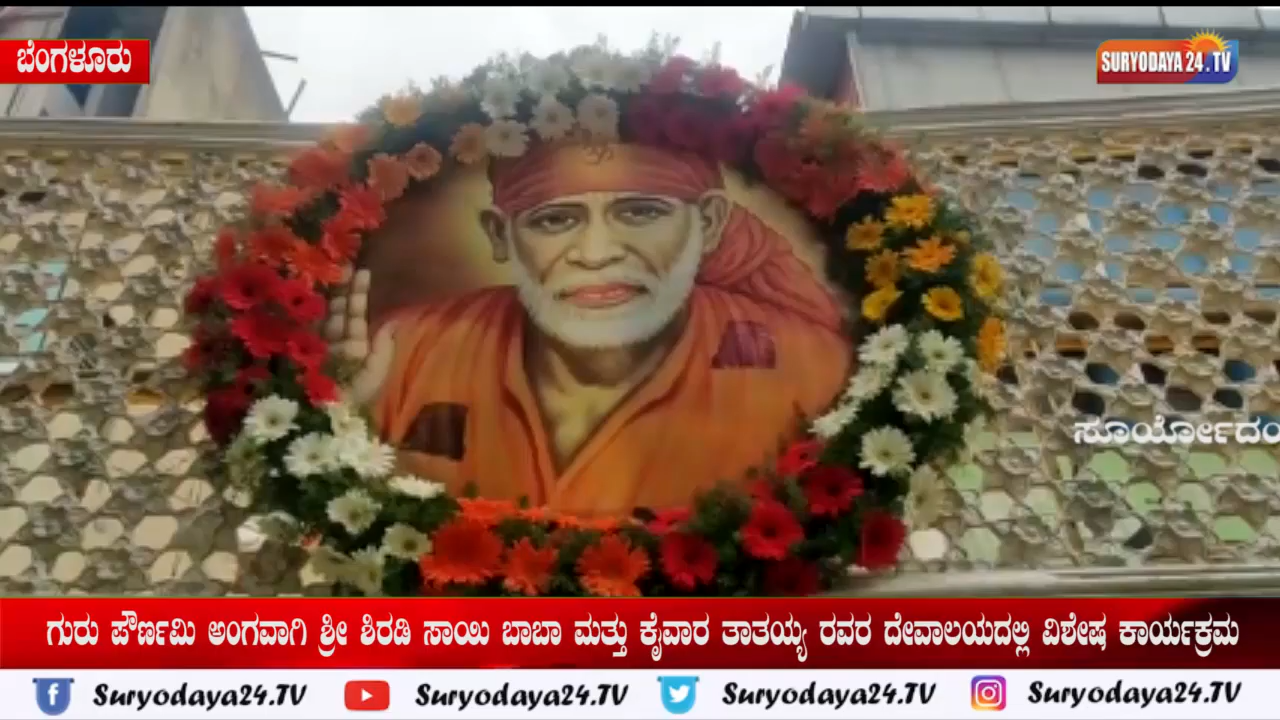 ಬೆಂಗಳೂರು
SURYODAYA 24.TV
ಸೂರ್ಯೋದಂ
ಗುರು ಪೌರ್ಣಮಿ ಅಂಗವಾಗಿ ಶ್ರೀ ಶಿರಡಿ ಸಾಯಿ ಬಾಬಾ ಮತ್ತು ಕೈವಾರ ತಾತಯ್ಯ ರವರ ದೇವಾಲಯದಲ್ಲಿ ವಿಶೇಷ ಕಾರ್ಯಕ್ರಮ
Suryodaya24.TV Suryodaya24.TV Suryodaya24.TV Suryodaya24.TV